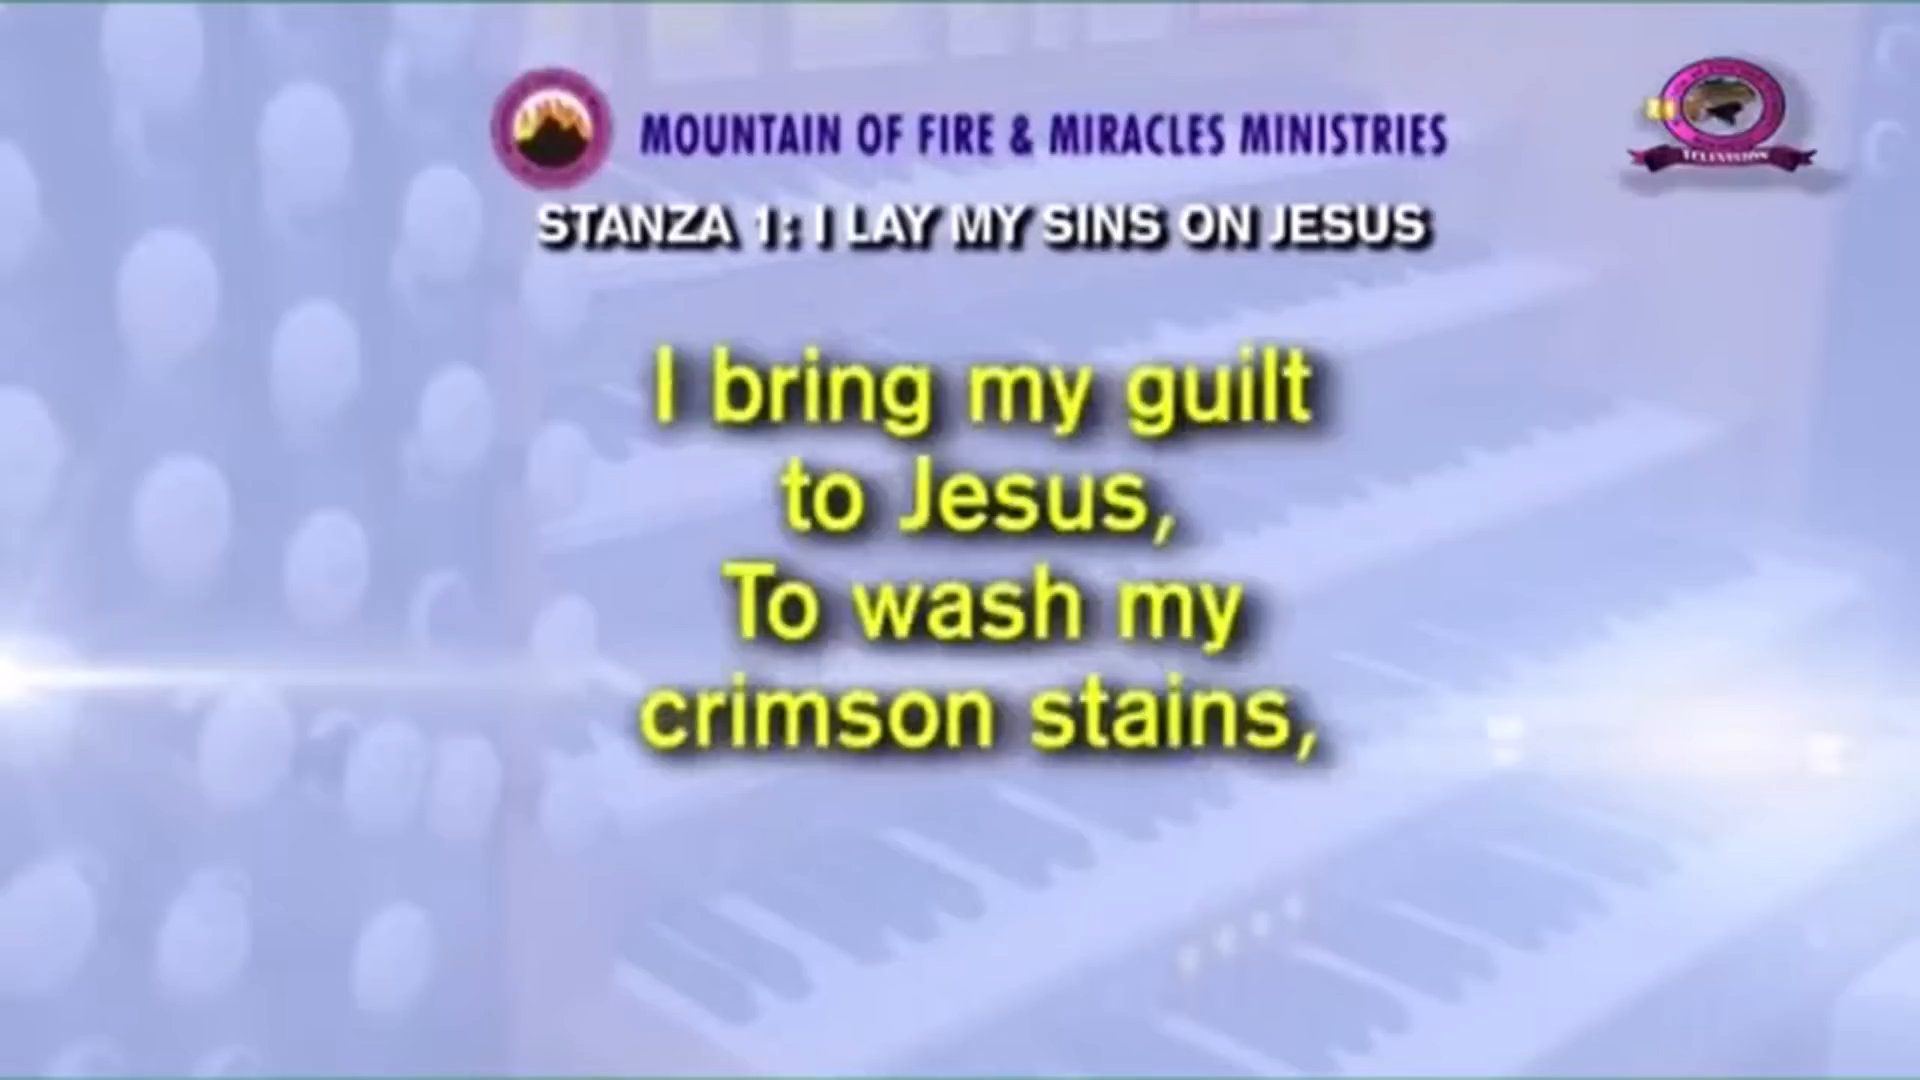 MOUNTAIN OF FIRE & MIRACLES MINISTRIES
TELEVISION
STANZA 1: I LAY MY SINS ON JESUS
I bring my guilt
to Jesus,
To wash my
crimson stains,